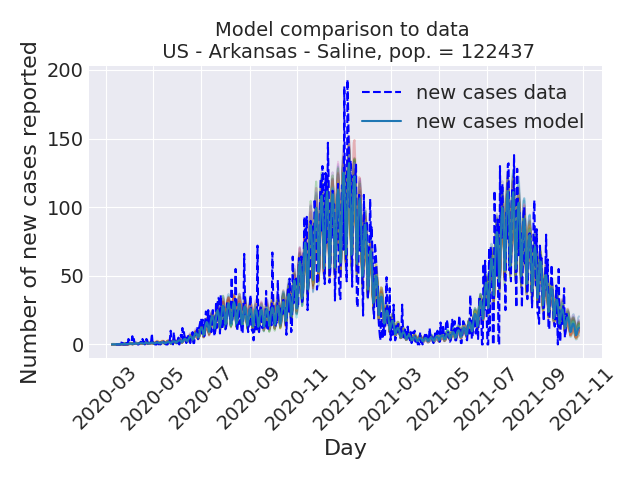 Model comparison to data
US - Arkansas - Saline, pop. = 122437
Number of new cases reported
200
150
100
50
0
new cases data
new cases model
2020-03
2020-05
2020-07
2020-09
2020-11
2021-01
2021-03
2021-05
2021-07
2021-09
2021-11
Day